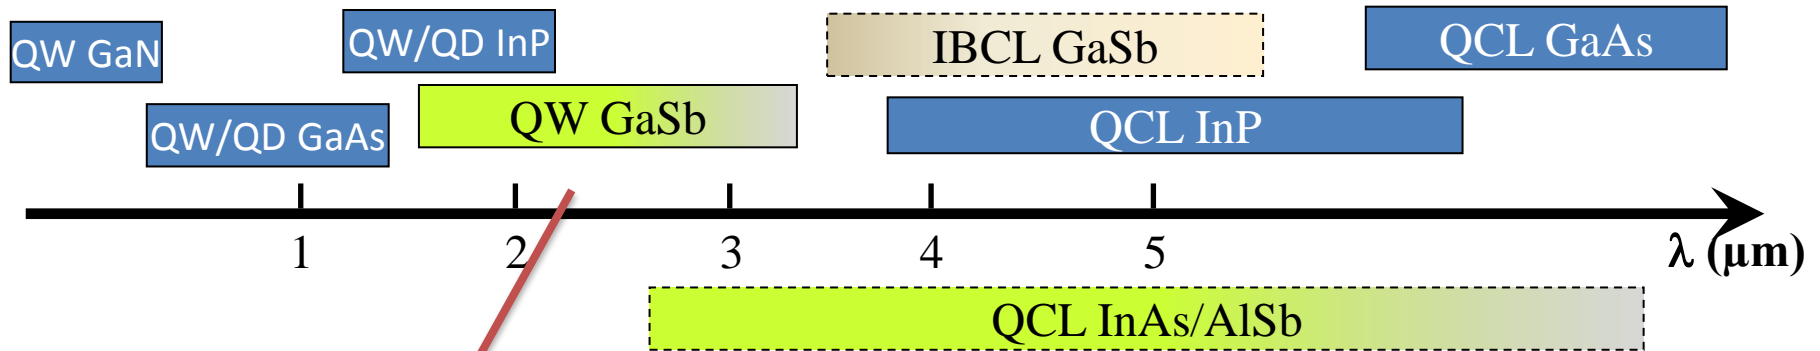 QW GaN
QW/QD InP
IBCL GaSb
QCL GaAs
QW/QD GaAs
QW GaSb
QCL InP
1
2
3
4
5
λ (μm)
QCL InAs/AlSb